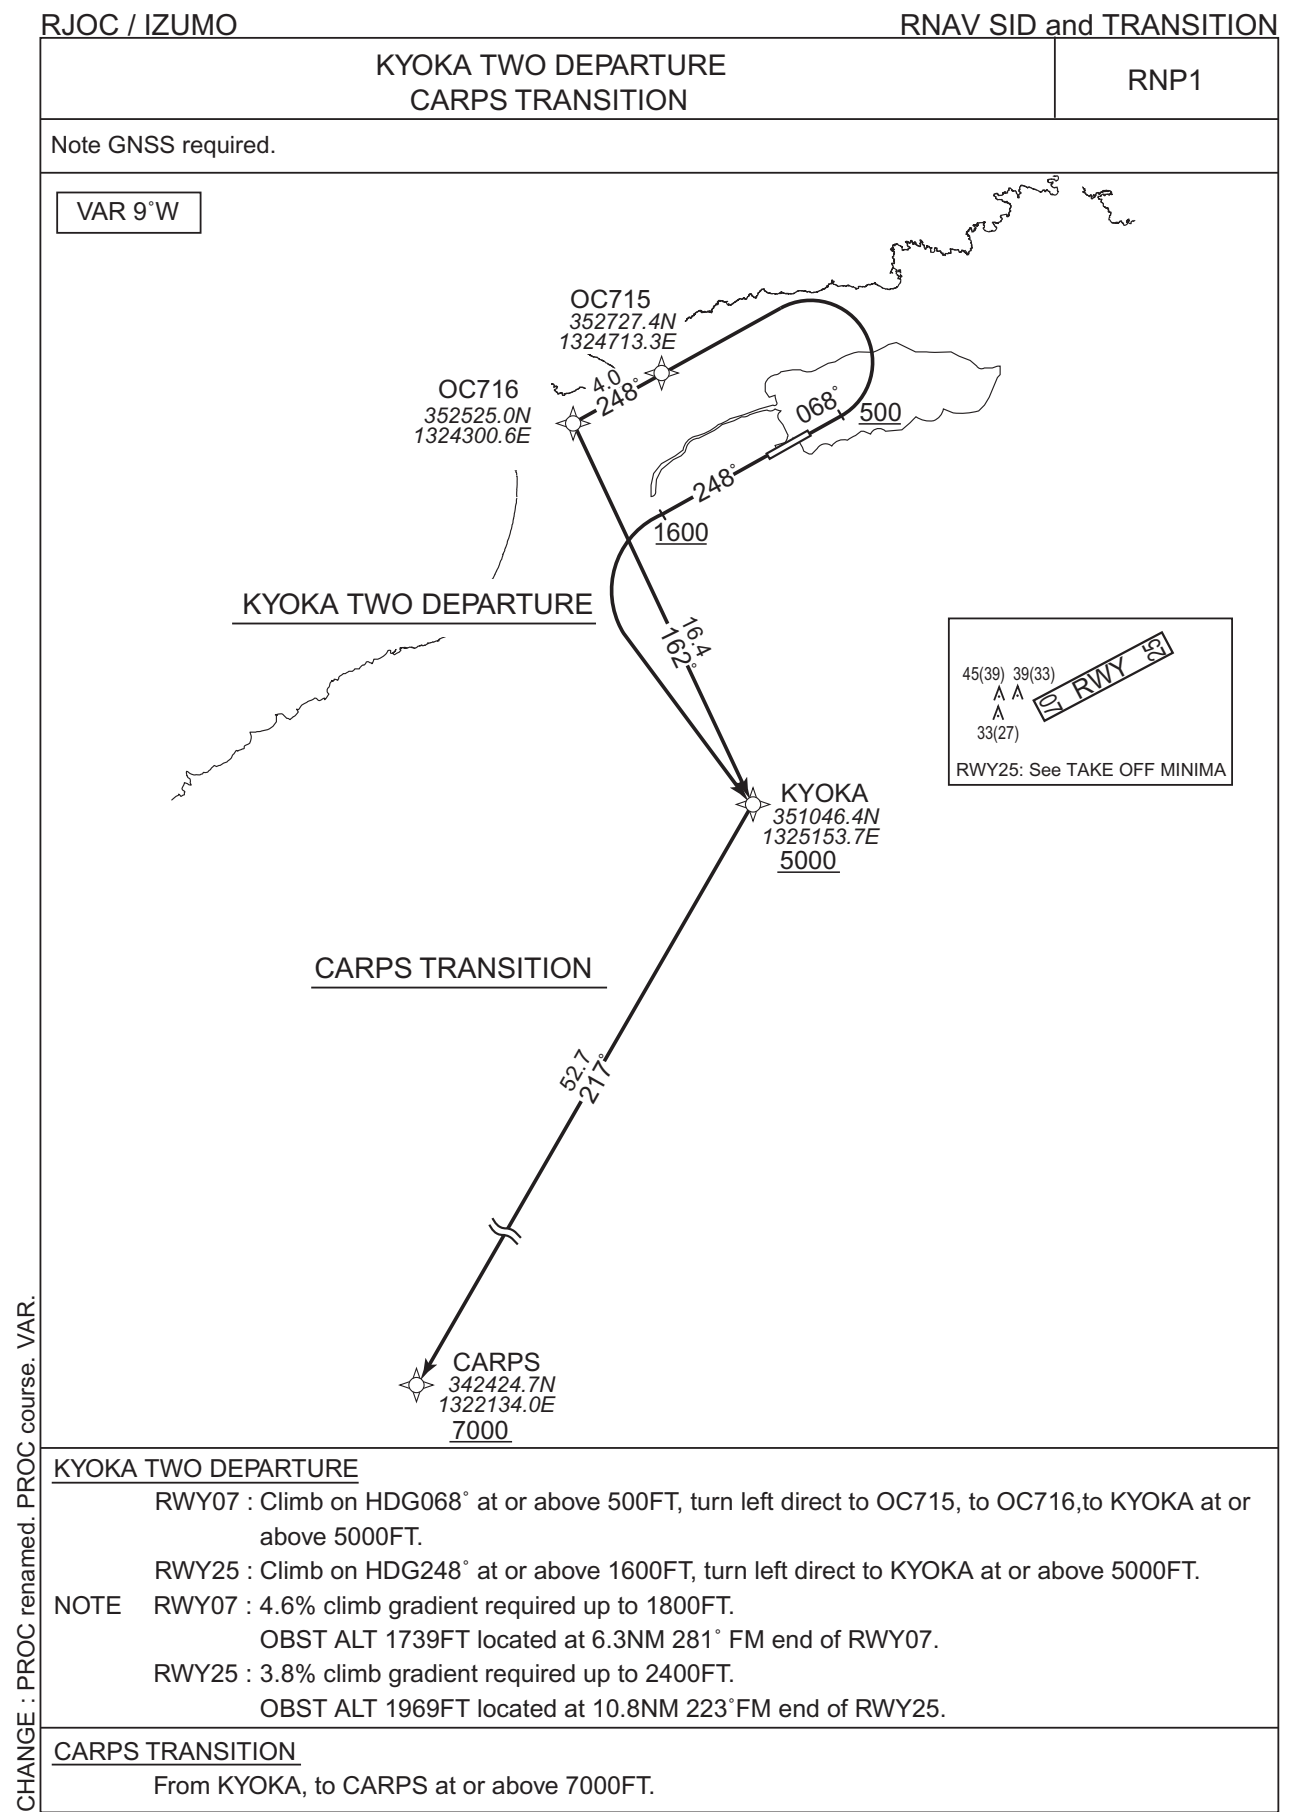 RJOC / IZUMO
RNAV SID and TRANSITION
KYOKA TWO DEPARTURE
CARPS TRANSITION
RNP1
Note GNSS required.
VAR 9˚W
OC715
352727.4N
1324713.3E
OC716
352525.0N
1324300.6E
4.0
248˚
068˚
500
248˚
1600
KYOKA TWO DEPARTURE
16.4
162˚
45(39) 39(33)
33(27)
07 RWY 25
RWY25: See TAKE OFF MINIMA
KYOKA
351046.4N
1325153.7E
5000
CARPS TRANSITION
52.7
217˚
CARPS
342424.7N
1322134.0E
7000
KYOKA TWO DEPARTURE
RWY07 : Climb on HDG068˚ at or above 500FT, turn left direct to OC715, to OC716,to KYOKA at or
above 5000FT.
RWY25 : Climb on HDG248˚ at or above 1600FT, turn left direct to KYOKA at or above 5000FT.
NOTE RWY07 : 4.6% climb gradient required up to 1800FT.
OBST ALT 1739FT located at 6.3NM 281˚ FM end of RWY07.
RWY25 : 3.8% climb gradient required up to 2400FT.
OBST ALT 1969FT located at 10.8NM 223˚FM end of RWY25.
CARPS TRANSITION
From KYOKA, to CARPS at or above 7000FT.
CHANGE : PROC renamed. PROC course. VAR.